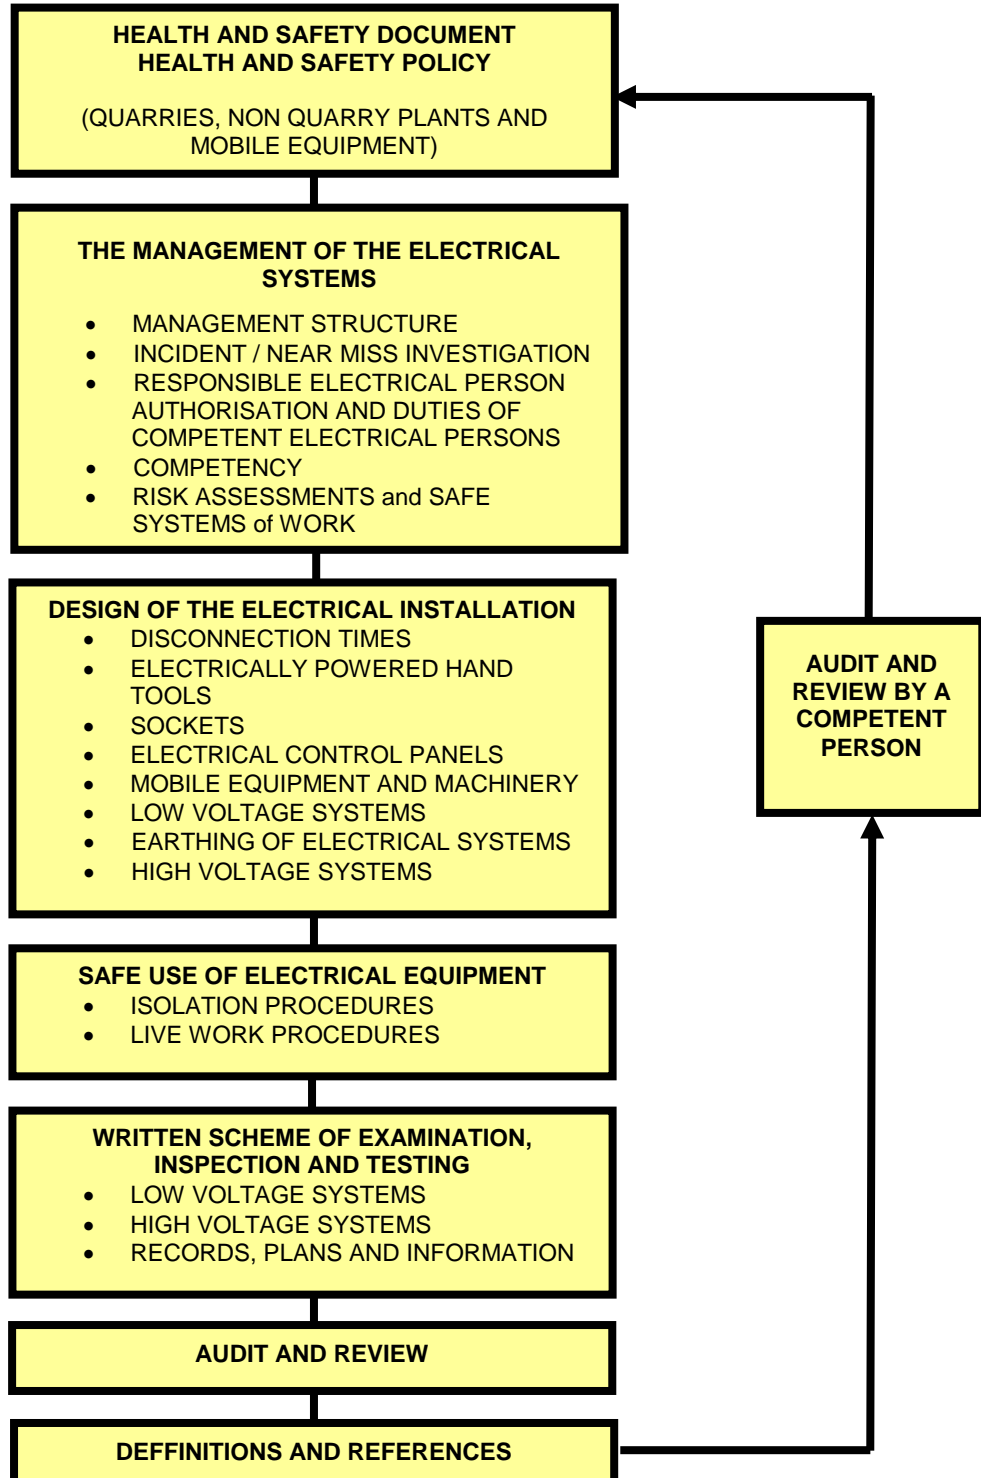 HEALTH AND SAFETY DOCUMENT
HEALTH AND SAFETY POLICY
(QUARRIES, NON QUARRY PLANTS AND
MOBILE EQUIPMENT)
THE MANAGEMENT OF THE ELECTRICAL
SYSTEMS
• MANAGEMENT STRUCTURE
• INCIDENT / NEAR MISS INVESTIGATION
• RESPONSIBLE ELECTRICAL PERSON
AUTHORISATION AND DUTIES OF
COMPETENT ELECTRICAL PERSONS
• COMPETENCY
• RISK ASSESSMENTS and SAFE
SYSTEMS of WORK
DESIGN OF THE ELECTRICAL INSTALLATION
• DISCONNECTION TIMES
• ELECTRICALLY POWERED HAND
TOOLS
• SOCKETS
• ELECTRICAL CONTROL PANELS
• MOBILE EQUIPMENT AND MACHINERY
• LOW VOLTAGE SYSTEMS
• EARTHING OF ELECTRICAL SYSTEMS
• HIGH VOLTAGE SYSTEMS
SAFE USE OF ELECTRICAL EQUIPMENT
• ISOLATION PROCEDURES
• LIVE WORK PROCEDURES
WRITTEN SCHEME OF EXAMINATION,
INSPECTION AND TESTING
• LOW VOLTAGE SYSTEMS
• HIGH VOLTAGE SYSTEMS
• RECORDS, PLANS AND INFORMATION
AUDIT AND REVIEW
DEFFINITIONS AND REFERENCES
AUDIT AND
REVIEW BY A
COMPETENT
PERSON